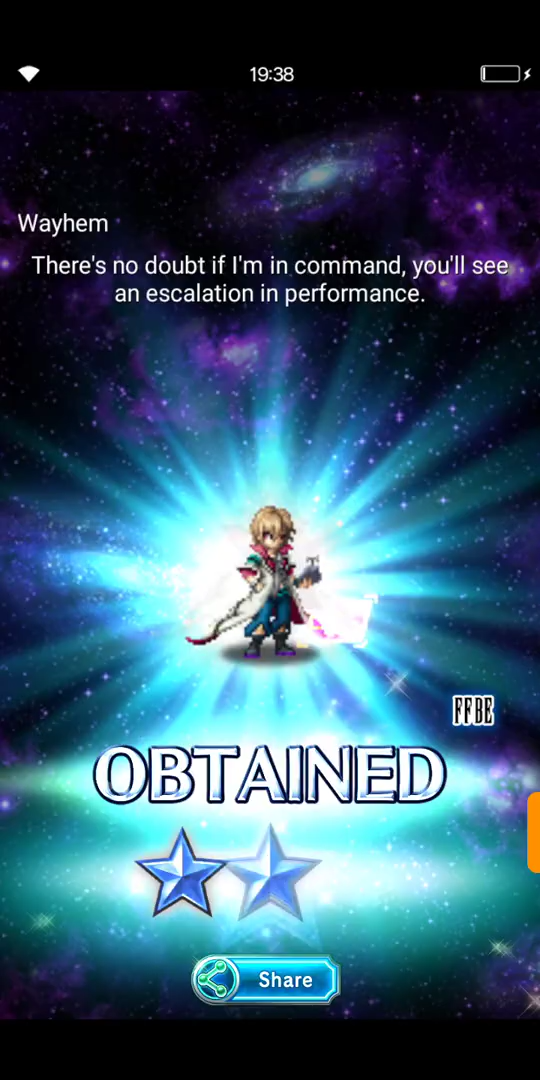 19:38
Wayhem
There's no doubt if I'm in command, you'll see
an escalation in performance.
FFBE
OBTAINED
Share